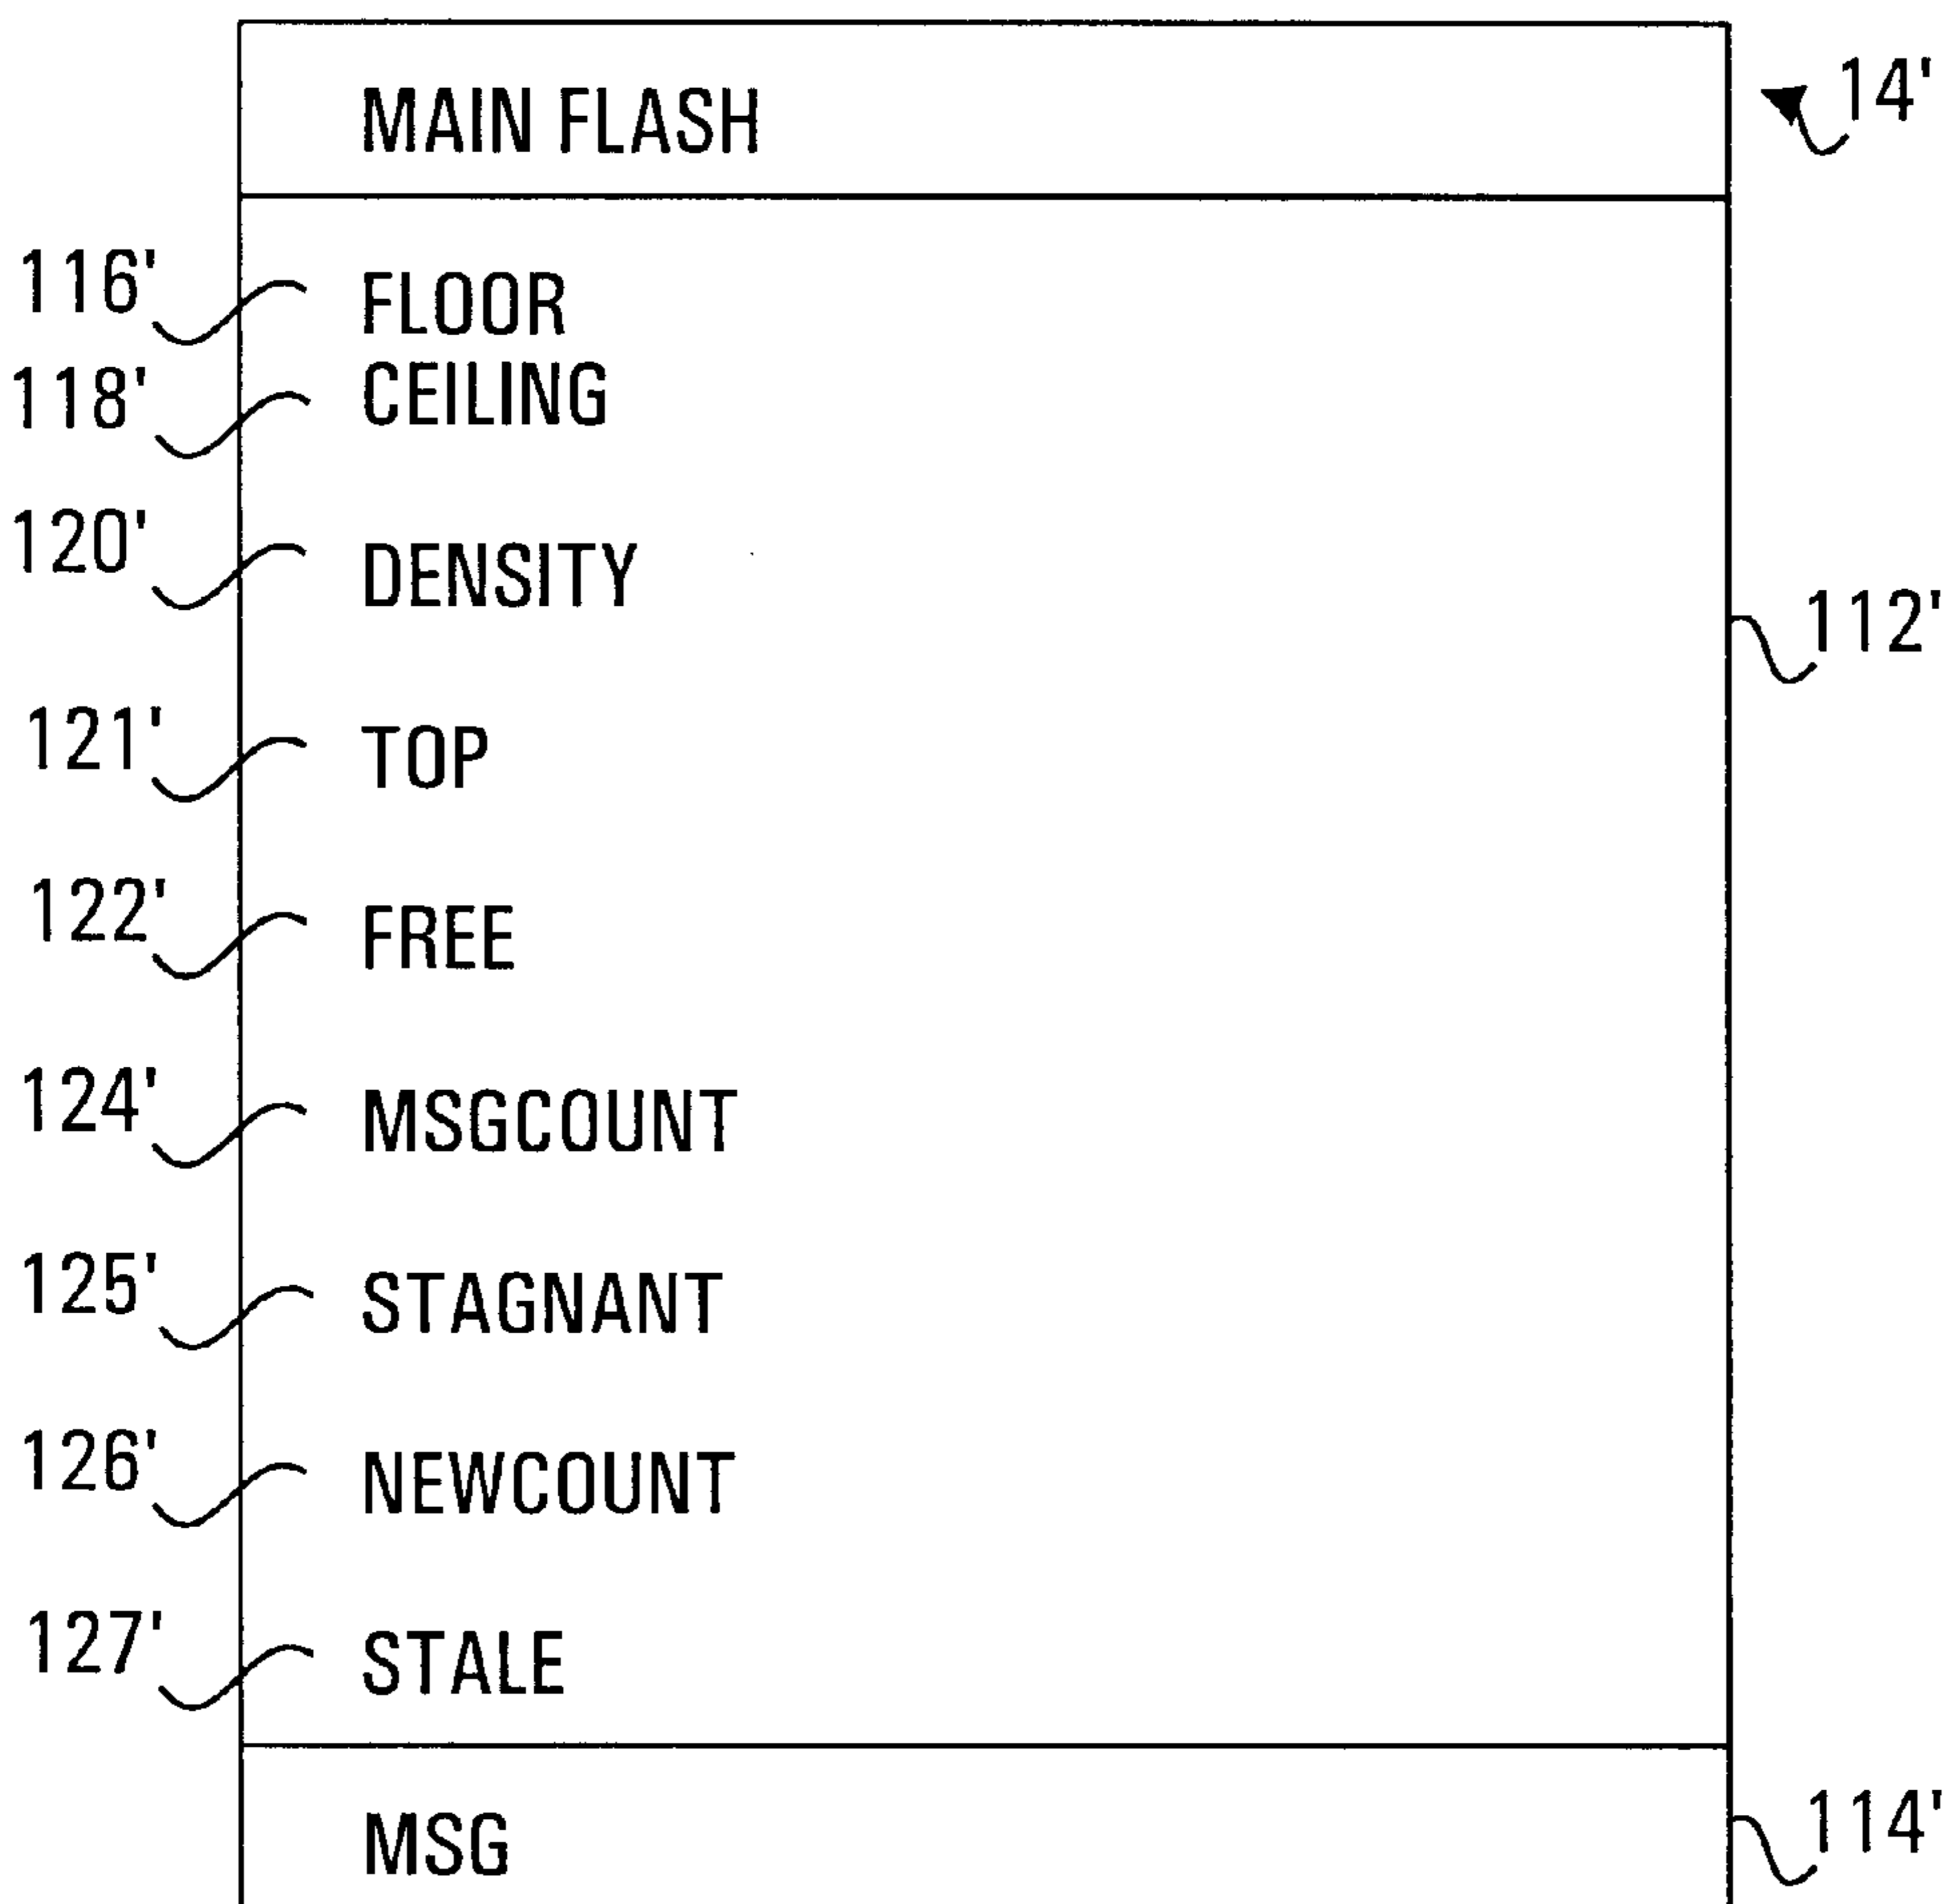 MAIN FLASH 14'
116' FLOOR
118' CEILING
120' DENSITY
112'
121' TOP
122' FREE
124' MSGCOUNT
125' STAGNANT
126' NEWCOUNT
127' STALE
MSG 114'